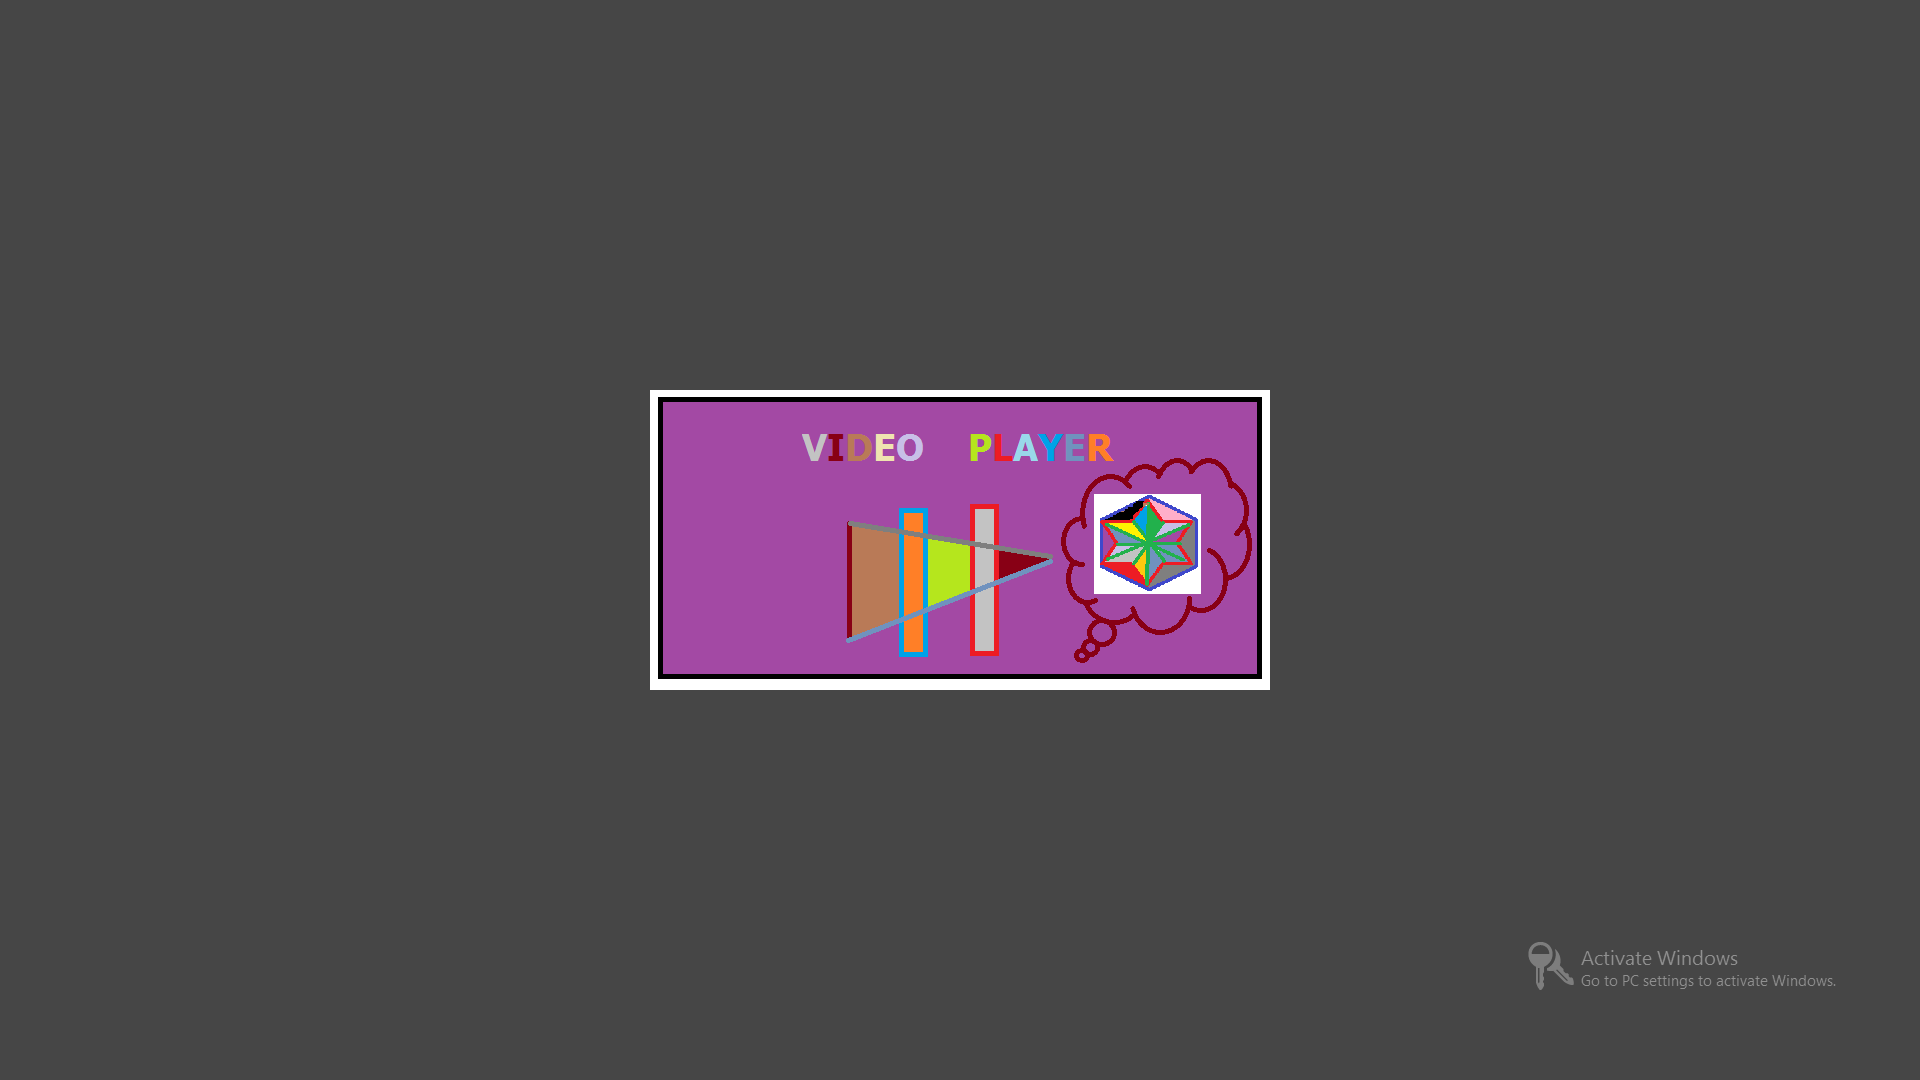 VIDEO PLAYER
Activate Windows
Go to PC settings to activate Windows.